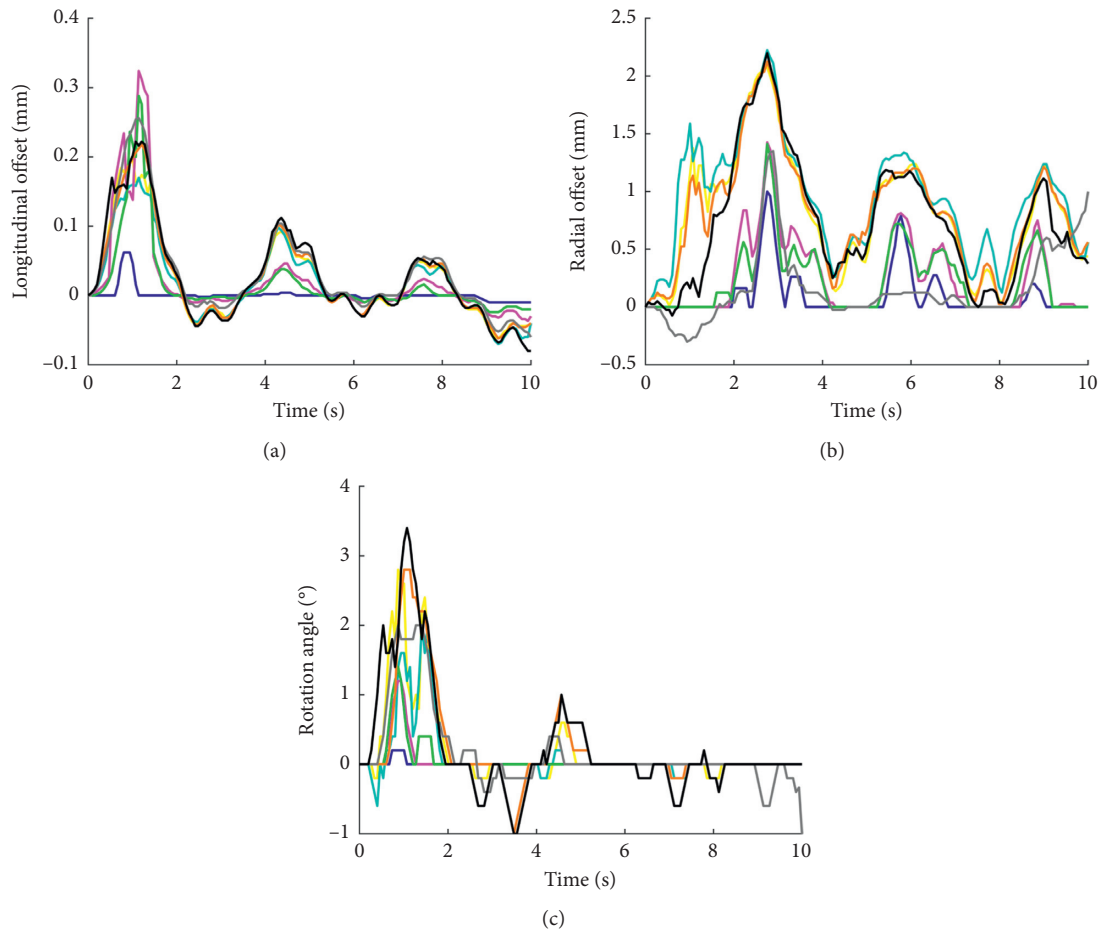 0.4
0.3
0.2
0.1
0
−0.1
Longitudinal offset (mm)
0 2 4 6 8 10
Time (s)
(a)
2.5
2
1.5
1
0.5
0
−0.5
Radial offset (mm)
0 2 4 6 8 10
Time (s)
(b)
4
3
2
1
0
−1
Rotation angle (°)
0 2 4 6 8 10
Time (s)
(c)